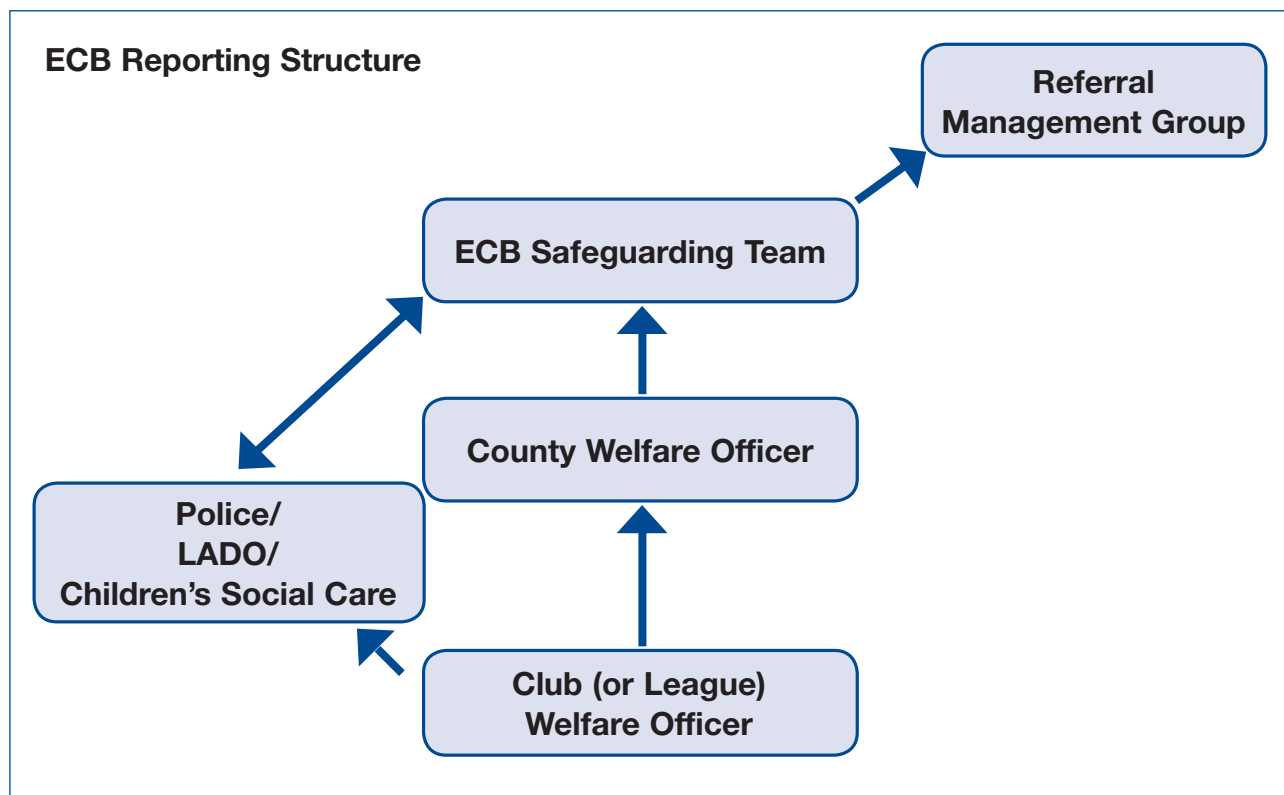 ECB Reporting Structure
Referral
Management Group
ECB Safeguarding Team
County Welfare Officer
Police/
LADO/
Children’s Social Care
Club (or League)
Welfare Officer